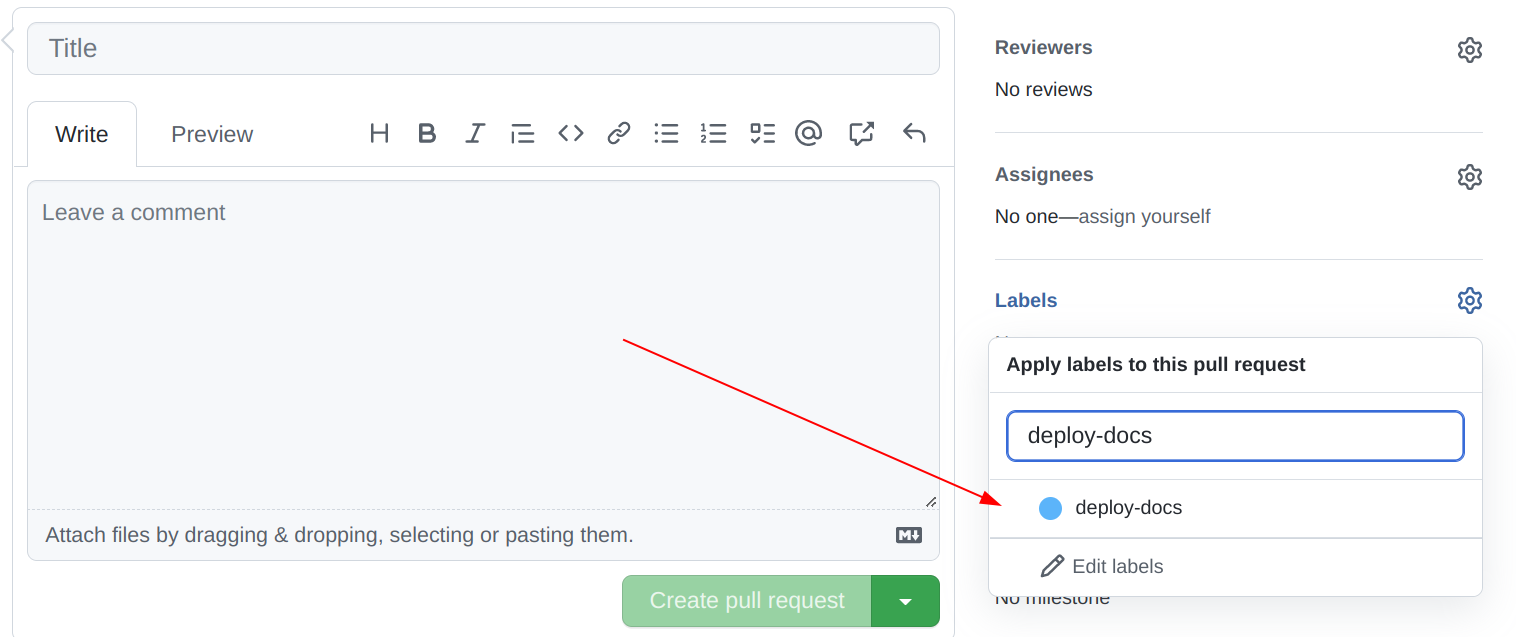 Title
Write
Preview
Leave a comment
Attach files by dragging & dropping, selecting or pasting them.
Create pull request
Reviewers
No reviews
Assignees
No one—assign yourself
Labels
Apply labels to this pull request
deploy-docs
deploy-docs
Edit labels
No milestone